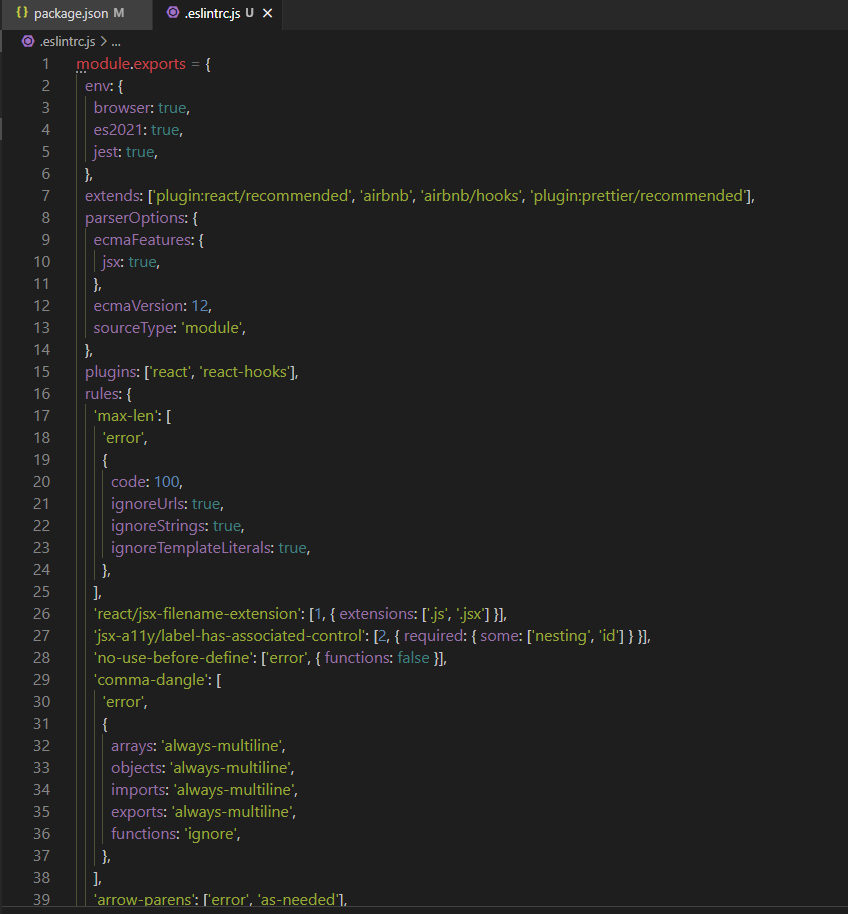 {} package.json M
.eslintrc.js U ×
.eslintrc.js > ...
1 module.exports = {
2 env: {
3 browser: true,
4 es2021: true,
5 jest: true,
6 },
7 extends: ['plugin:react/recommended', 'airbnb', 'airbnb/hooks', 'plugin:prettier/recommended'],
8 parserOptions: {
9 ecmaFeatures: {
10 jsx: true,
11 },
12 ecmaVersion: 12,
13 sourceType: 'module',
14 },
15 plugins: ['react', 'react-hooks'],
16 rules: {
17 'max-len': [
18 'error',
19 {
20 code: 100,
21 ignoreUrls: true,
22 ignoreStrings: true,
23 ignoreTemplateLiterals: true,
24 },
25 ],
26 'react/jsx-filename-extension': [1, { extensions: ['.js', '.jsx'] }],
27 'jsx-a11y/label-has-associated-control': [2, { required: { some: ['nesting', 'id'] } }],
28 'no-use-before-define': ['error', { functions: false }],
29 'comma-dangle': [
30 'error',
31 {
32 arrays: 'always-multiline',
33 objects: 'always-multiline',
34 imports: 'always-multiline',
35 exports: 'always-multiline',
36 functions: 'ignore',
37 },
38 ],
39 'arrow-parens': ['error', 'as-needed'],